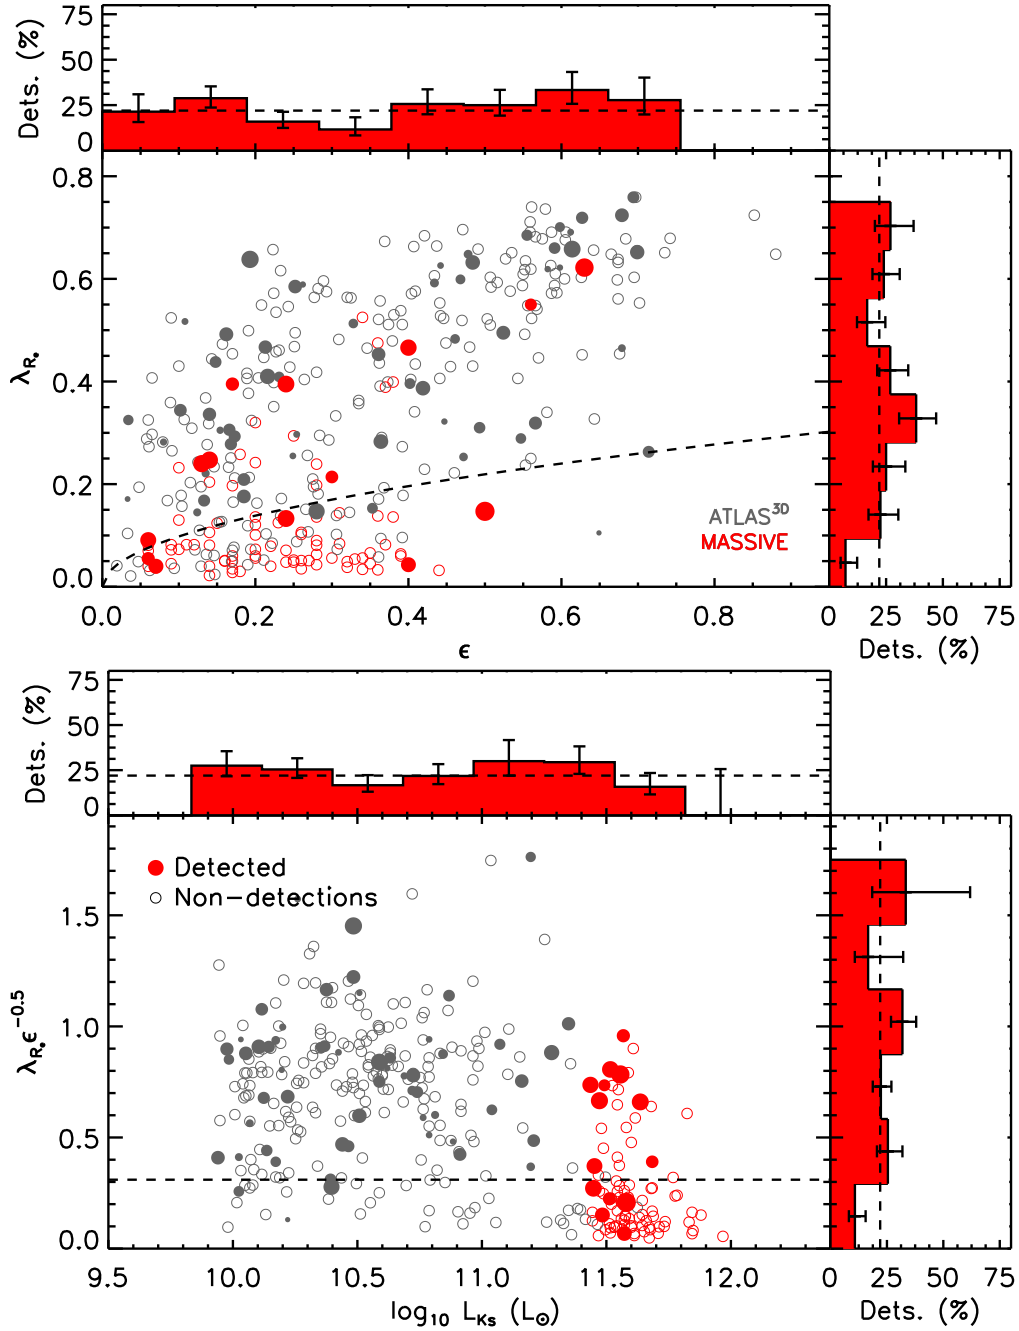 Dets. (%)
75
50
25
0
0.8
0.6
0.4
0.2
0.0
λRe
ATLAS3D
MASSIVE
0.0 0.2 0.4 0.6 0.8
ϵ
0 25 50 75
Dets. (%)
Dets. (%)
75
50
25
0
Detected
Non-detections
1.5
1.0
0.5
0.0
λRe ϵ−0.5
9.5 10.0 10.5 11.0 11.5 12.0
log10 LKs (L⊙)
0 25 50 75
Dets. (%)